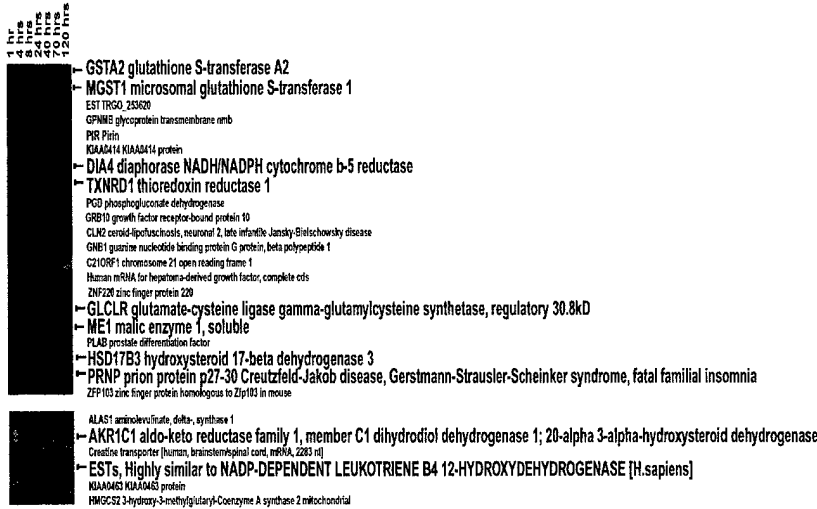 1 hr
4 hrs
8 hrs
24 hrs
40 hrs
70 hrs
120 hrs
GSTA2 glutathione S-transferase A2
MGST1 microsomal glutathione S-transferase 1
EST TRGO_253620
GPNMB glycoprotein transmembrane nmb
PIR Pirin
KIAA0414 KIAA0414 protein
DIA4 diaphorase NADH/NADPH cytochrome b-5 reductase
TXNRD1 thioredoxin reductase 1
PGD phosphogluconate dehydrogenase
GRB10 growth factor receptor-bound protein 10
CLN2 ceroid-lipofuscinosis, neuronal 2, late infantile Jansky-Bielschowsky disease
GNB1 guanine nucleotide binding protein G protein, beta polypeptide 1
C21ORF1 chromosome 21 open reading frame 1
Human mRNA for hepatoma-derived growth factor, complete cds
ZNF220 zinc finger protein 220
GLCLR glutamate-cysteine ligase gamma-glutamylcysteine synthetase, regulatory 30.8kD
ME1 malic enzyme 1, soluble
PLAB prostate differentiation factor
HSD17B3 hydroxysteroid 17-beta dehydrogenase 3
PRNP prion protein p27-30 Creutzfeld-Jakob disease, Gerstmann-Strausler-Scheinker syndrome, fatal familial insomnia
ZFP103 zinc finger protein homologous to Zfp103 in mouse
ALAS1 aminolevulinate, delta-, synthase 1
AKR1C1 aldo-keto reductase family 1, member C1 dihydrodiol dehydrogenase 1; 20-alpha 3-alpha-hydroxysteroid dehydrogenase
Creatine transporter [human, brainstem/spinal cord, mRNA, 2283 nt]
ESTs, Highly similar to NADP-DEPENDENT LEUKOTRIENE B4 12-HYDROXYDEHYDROGENASE [H.sapiens]
KIAA0463 KIAA0463 protein
HMGCS2 3-hydroxy-3-methylglutaryl-Coenzyme A synthase 2 mitochondrial